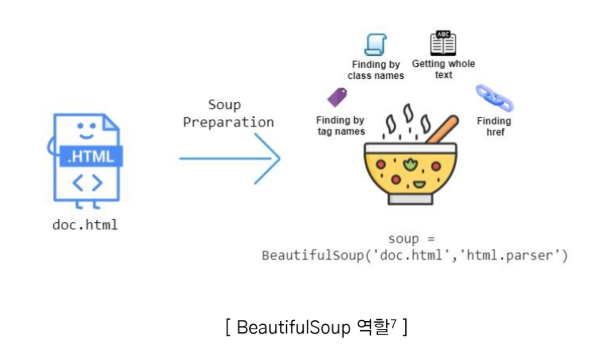 Finding by
class names
ABC
Getting whole
text
Soup
Preparation
Finding by
tag names
Finding
href
.HTML
doc.html
soup =
BeautifulSoup('doc.html','html.parser')
[ BeautifulSoup 역할7 ]